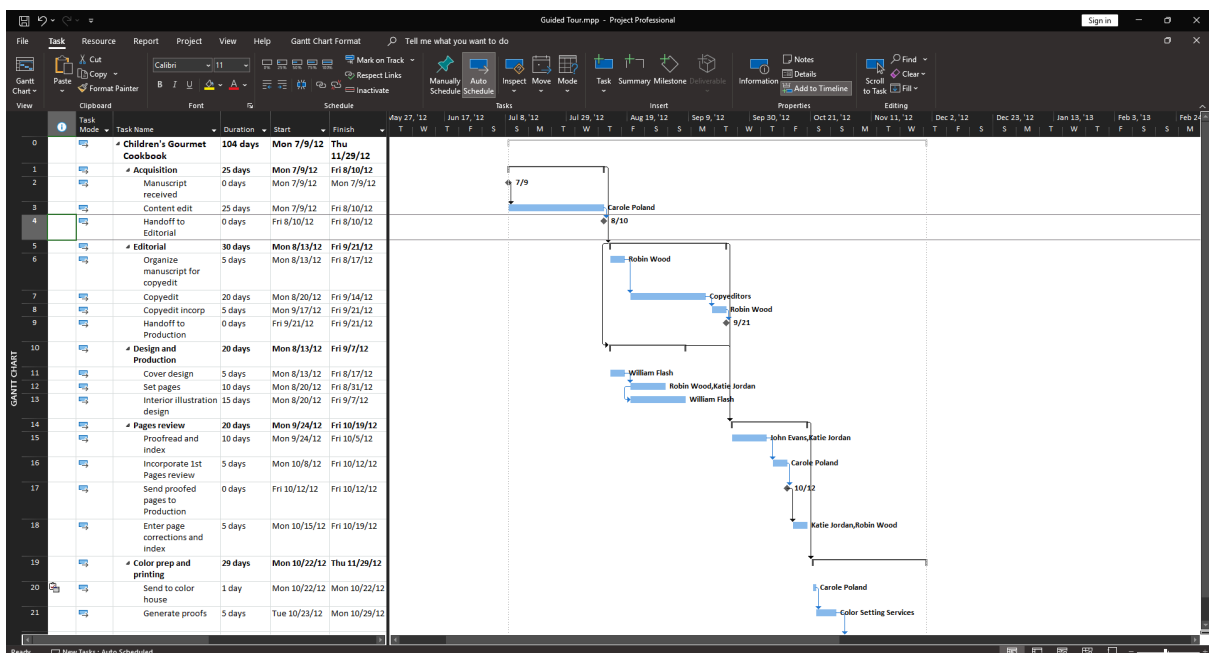 Guided Tour.mpp - Project Professional
Sign in
File Task Resource Report Project View Help Gantt Chart Format Tell me what you want to do
Gantt Chart
View
Paste
Cut
Copy
Format Painter
Clipboard
Calibri 11
B I U A
Font
Mark on Track
Respect Links
Inactivate
Schedule
Manually Schedule
Auto Schedule
Inspect Move Mode
Tasks
Task Summary Milestone Deliverable
Insert
Information
Notes
Details
Add to Timeline
Properties
Scroll to Task
Find
Clear
Fill
Editing
Task Mode Task Name Duration Start Finish
May 27, '12 Jun 17, '12 Jul 8, '12 Jul 29, '12 Aug 19, '12 Sep 9, '12 Sep 30, '12 Oct 21, '12 Nov 11, '12 Dec 2, '12 Dec 23, '12 Jan 13, '13 Feb 3, '13 Feb 24
T W T F S S M T W T F S S M T W T F S S M T W T F S S M
0 Children's Gourmet Cookbook 104 days Mon 7/9/12 Thu 11/29/12
1 Acquisition 25 days Mon 7/9/12 Fri 8/10/12
2 Manuscript received 0 days Mon 7/9/12 Mon 7/9/12 7/9
3 Content edit 25 days Mon 7/9/12 Fri 8/10/12 Carole Poland
4 Handoff to Editorial 0 days Fri 8/10/12 Fri 8/10/12 8/10
5 Editorial 30 days Mon 8/13/12 Fri 9/21/12
6 Organize manuscript for copyedit 5 days Mon 8/13/12 Fri 8/17/12 Robin Wood
7 Copyedit 20 days Mon 8/20/12 Fri 9/14/12 Copyeditors
8 Copyedit incorp 5 days Mon 9/17/12 Fri 9/21/12 Robin Wood
9 Handoff to Production 0 days Fri 9/21/12 Fri 9/21/12 9/21
10 Design and Production 20 days Mon 8/13/12 Fri 9/7/12
11 Cover design 5 days Mon 8/13/12 Fri 8/17/12 William Flash
12 Set pages 10 days Mon 8/20/12 Fri 8/31/12 Robin Wood,Katie Jordan
13 Interior illustration design 15 days Mon 8/20/12 Fri 9/7/12 William Flash
14 Pages review 20 days Mon 9/24/12 Fri 10/19/12
15 Proofread and index 10 days Mon 9/24/12 Fri 10/5/12 John Evans,Katie Jordan
16 Incorporate 1st Pages review 5 days Mon 10/8/12 Fri 10/12/12 Carole Poland
17 Send proofed pages to Production 0 days Fri 10/12/12 Fri 10/12/12 10/12
18 Enter page corrections and index 5 days Mon 10/15/12 Fri 10/19/12 Katie Jordan,Robin Wood
19 Color prep and printing 29 days Mon 10/22/12 Thu 11/29/12
20 Send to color house 1 day Mon 10/22/12 Mon 10/22/12 Carole Poland
21 Generate proofs 5 days Tue 10/23/12 Mon 10/29/12 Color Setting Services
GANTT CHART
Ready New Tasks : Auto Scheduled